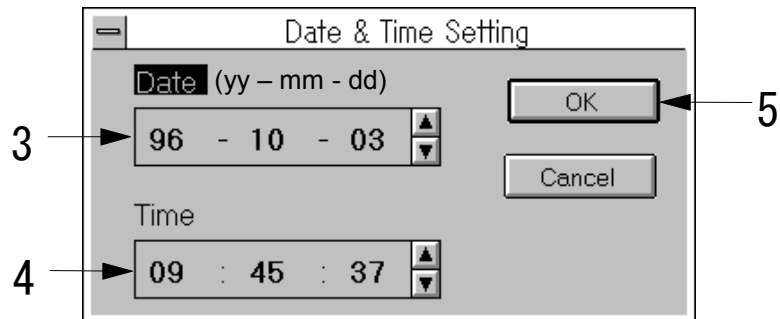 Date & Time Setting
Date (yy – mm - dd)
OK
5
3
96 - 10 - 03
Cancel
Time
4
09 : 45 : 37